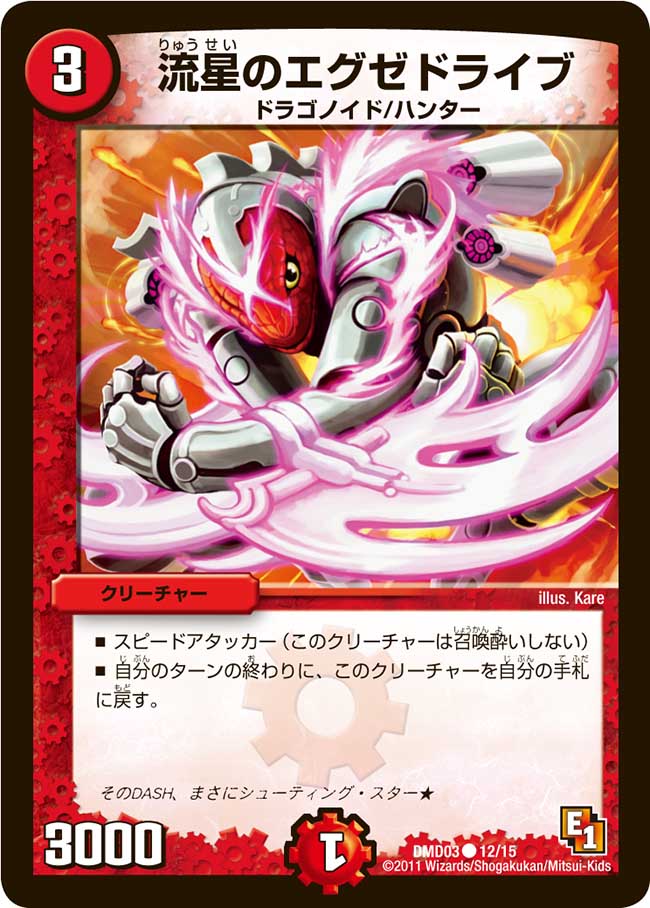 3
りゅうせい
流星のエグゼドライブ
ドラゴノイド/ハンター
クリーチャー
illus. Kare
■ スピードアタッカー（このクリーチャーは召喚酔いしない）
■ 自分のターンの終わりに、このクリーチャーを自分の手札
に戻す。
そのDASH、まさにシューティング・スター★
3000
1
DMD03 ● 12/15
©2011 Wizards/Shogakukan/Mitsui-Kids
E1